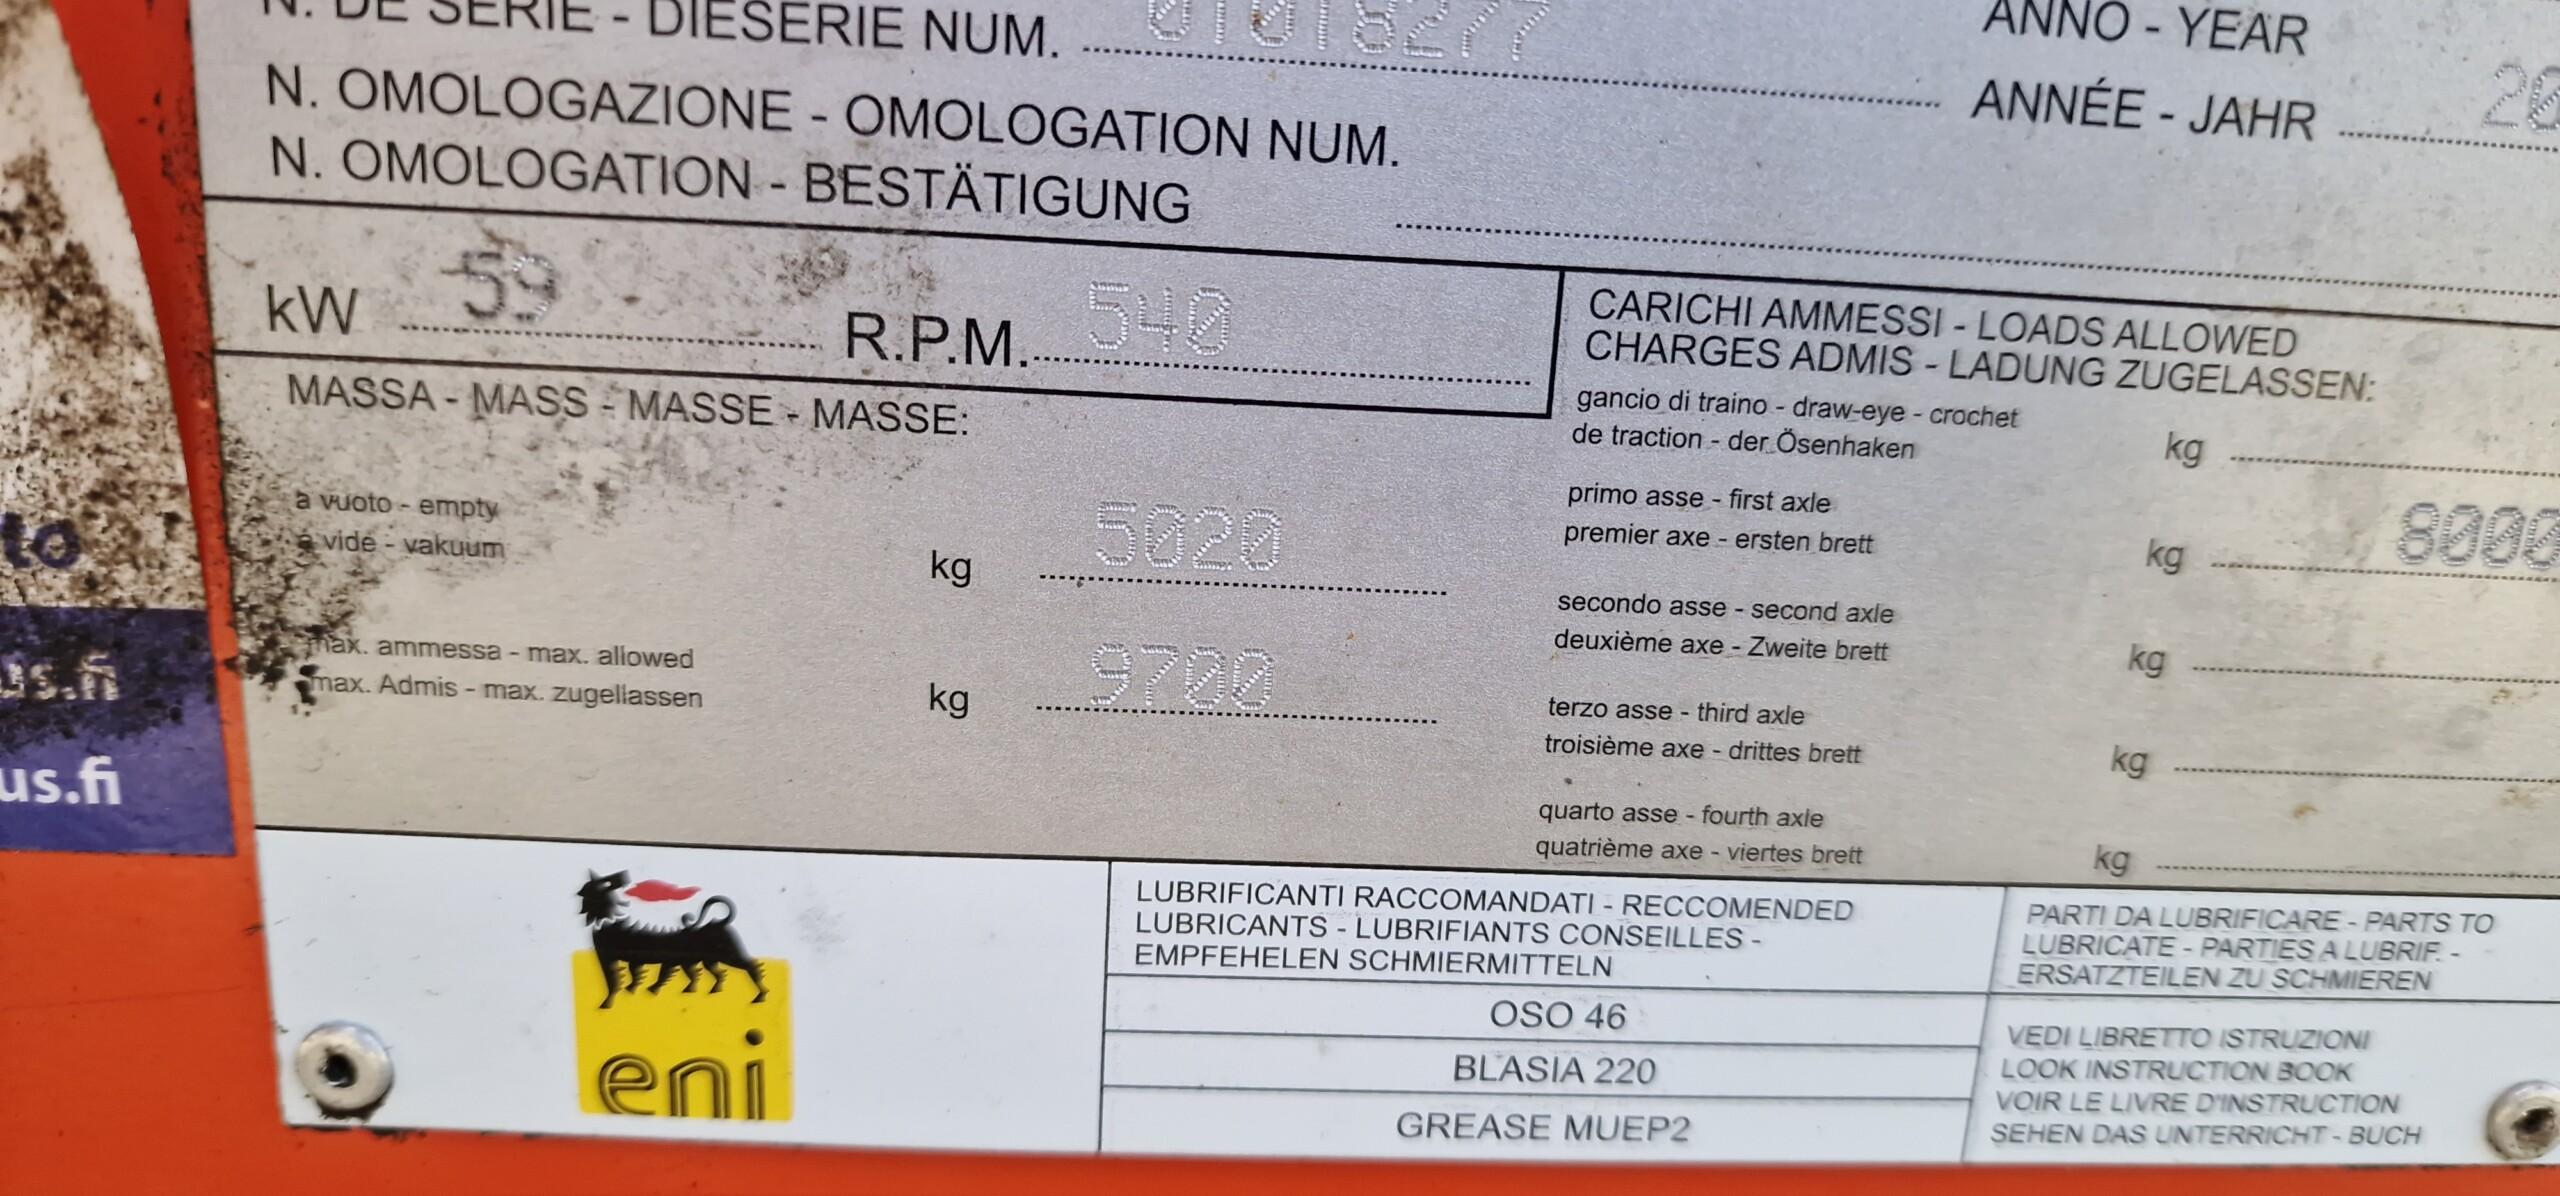 N. DE SERIE - DIESERIE NUM. 01018277
ANNO - YEAR
ANNÉE - JAHR 20
N. OMOLOGAZIONE - OMOLOGATION NUM.
N. OMOLOGATION - BESTÄTIGUNG
kW 59 R.P.M. 540
MASSA - MASS - MASSE - MASSE:
a vuoto - empty
à vide - vakuum
kg 5020
max. ammessa - max. allowed
max. Admis - max. zugellassen
kg 9700
CARICHI AMMESSI - LOADS ALLOWED
CHARGES ADMIS - LADUNG ZUGELASSEN:
gancio di traino - draw-eye - crochet
de traction - der Ösenhaken
kg
primo asse - first axle
premier axe - ersten brett
kg 8000
secondo asse - second axle
deuxième axe - Zweite brett
kg
terzo asse - third axle
troisième axe - drittes brett
kg
quarto asse - fourth axle
quatrième axe - viertes brett
kg
eni
LUBRIFICANTI RACCOMANDATI - RECCOMENDED
LUBRICANTS - LUBRIFIANTS CONSEILLES -
EMPFEHELEN SCHMIERMITTELN
OSO 46
BLASIA 220
GREASE MUEP2
PARTI DA LUBRIFICARE - PARTS TO
LUBRICATE - PARTIES A LUBRIF. -
ERSATZTEILEN ZU SCHMIEREN
VEDI LIBRETTO ISTRUZIONI
LOOK INSTRUCTION BOOK
VOIR LE LIVRE D'INSTRUCTION
SEHEN DAS UNTERRICHT - BUCH
to
us.fi
us.fi